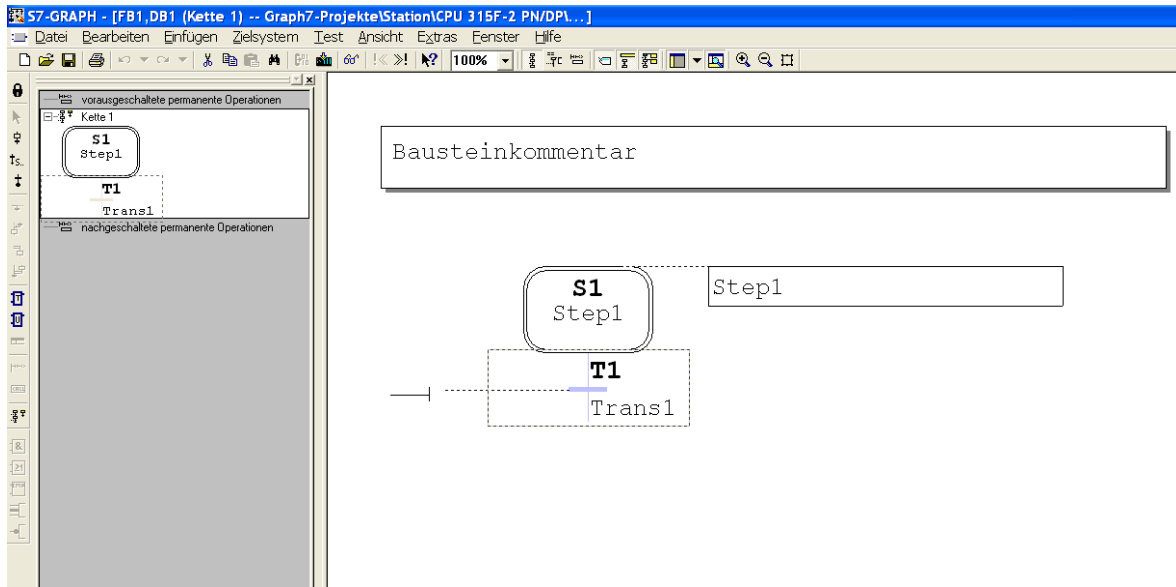 S7-GRAPH - [FB1,DB1 (Kette 1) -- Graph7-Projekte\Station\CPU 315F-2 PN/DP\...]
Datei Bearbeiten Einfügen Zielsystem Test Ansicht Extras Fenster Hilfe
100%
vorausgeschaltete permanente Operationen
Kette 1
S1
Step1
T1
Trans1
nachgeschaltete permanente Operationen
Bausteinkommentar
S1
Step1
Step1
T1
Trans1